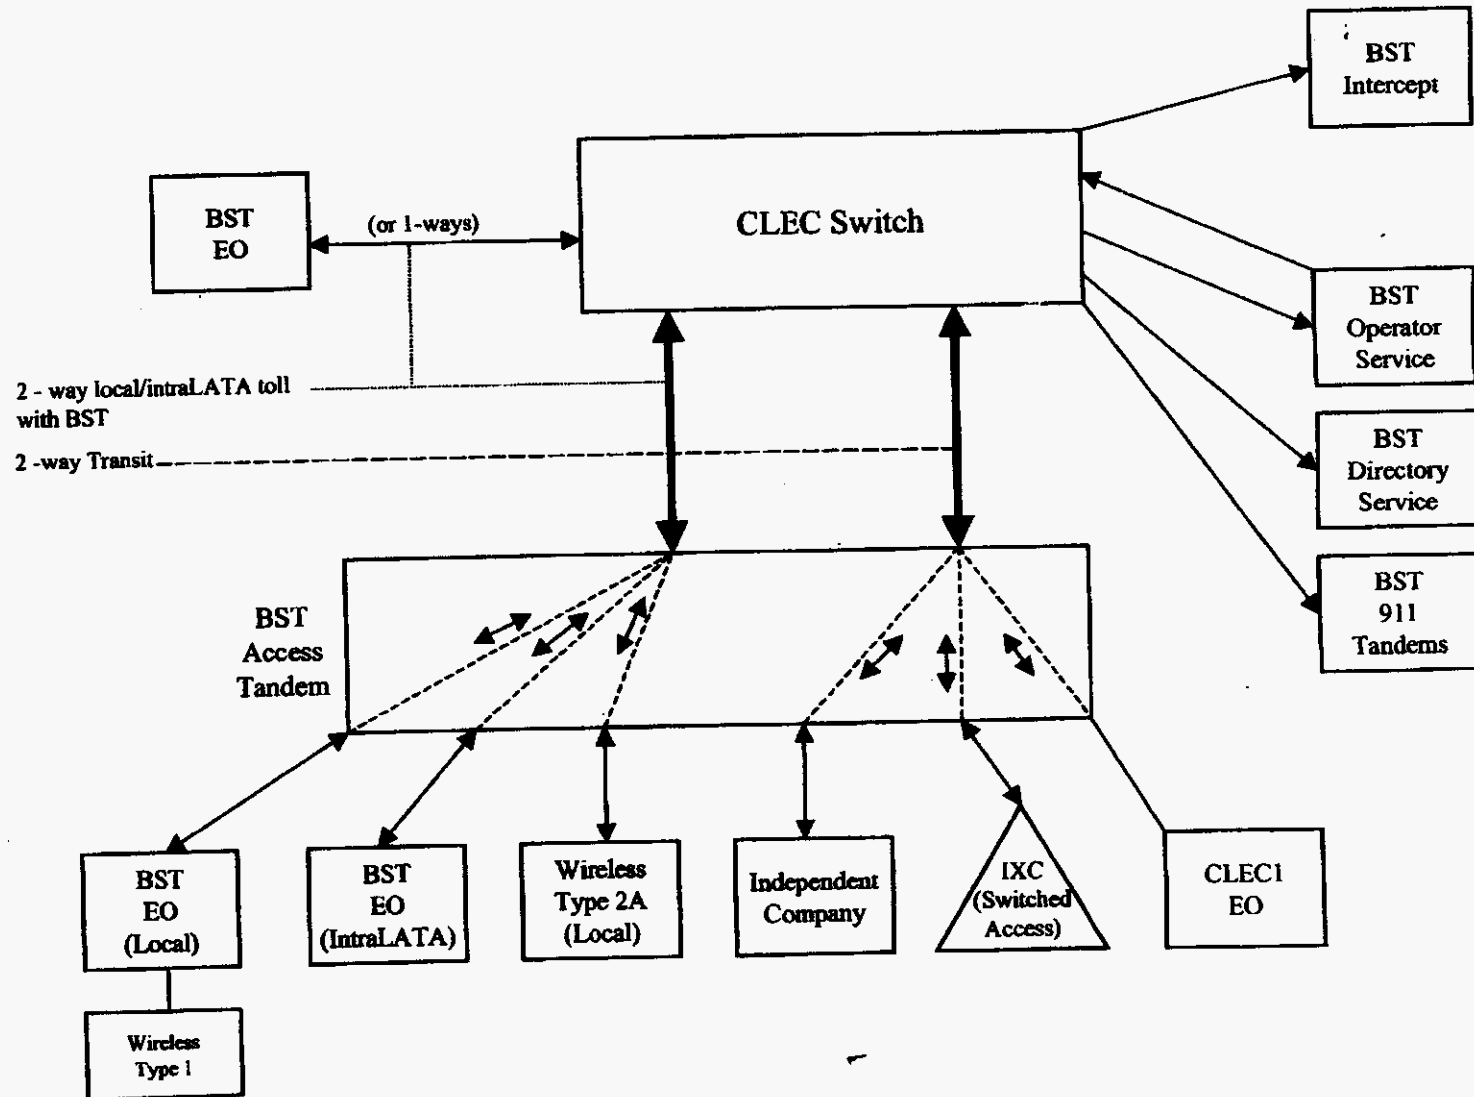 BST
Intercept
BST
EO
(or 1-ways)
CLEC Switch
BST
Operator
Service
2 - way local/intraLATA toll
with BST
2 -way Transit
BST
Directory
Service
BST
911
Tandems
BST
Access
Tandem
BST
EO
(Local)
BST
EO
(IntraLATA)
Wireless
Type 2A
(Local)
Independent
Company
IXC
(Switched
Access)
CLEC1
EO
Wireless
Type 1